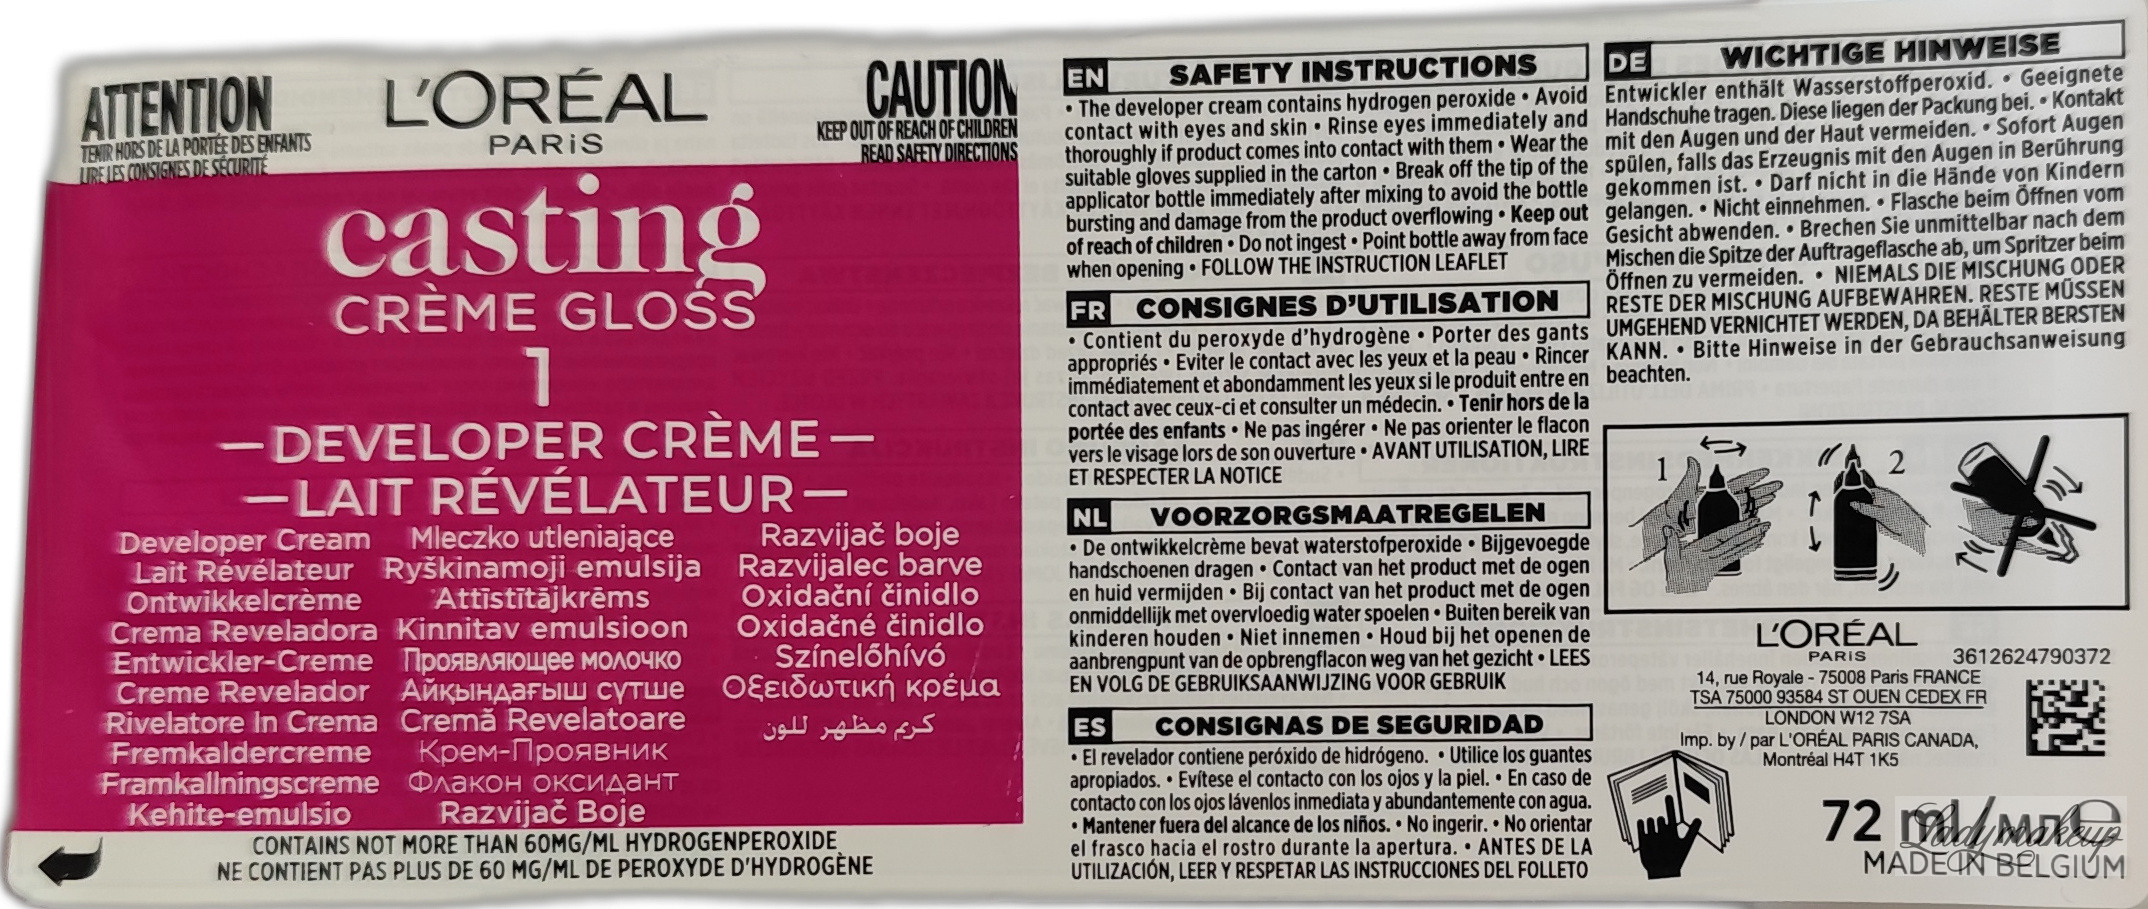 ATTENTION
TENIR HORS DE LA PORTÉE DES ENFANTS
LIRE LES CONSIGNES DE SÉCURITÉ
L'ORÉAL
PARIS
CAUTION
KEEP OUT OF REACH OF CHILDREN
READ SAFETY DIRECTIONS
casting
CRÈME GLOSS
1
—DEVELOPER CRÈME—
—LAIT RÉVÉLATEUR—
Developer Cream
Lait Révélateur
Ontwikkelcrème
Crema Reveladora
Entwickler-Creme
Creme Revelador
Rivelatore In Crema
Fremkaldercreme
Framkallningscreme
Kehite-emulsio
Mleczko utleniające
Ryškinamoji emulsija
Attīstītājkrēms
Kinnitav emulsioon
Проявляющее молочко
Айқындағыш сүтше
Cremă Revelatoare
Крем-Проявник
Флакон оксидант
Razvijač Boje
Razvijač boje
Razvijalec barve
Oxidační činidlo
Oxidačné činidlo
Színelőhívó
Οξειδωτική κρέμα
كريم مظهر للون
CONTAINS NOT MORE THAN 60MG/ML HYDROGENPEROXIDE
NE CONTIENT PAS PLUS DE 60 MG/ML DE PEROXYDE D'HYDROGÈNE
EN SAFETY INSTRUCTIONS
• The developer cream contains hydrogen peroxide • Avoid
contact with eyes and skin • Rinse eyes immediately and
thoroughly if product comes into contact with them • Wear the
suitable gloves supplied in the carton • Break off the tip of the
applicator bottle immediately after mixing to avoid the bottle
bursting and damage from the product overflowing • Keep out
of reach of children • Do not ingest • Point bottle away from face
when opening • FOLLOW THE INSTRUCTION LEAFLET
FR CONSIGNES D'UTILISATION
• Contient du peroxyde d'hydrogène • Porter des gants
appropriés • Eviter le contact avec les yeux et la peau • Rincer
immédiatement et abondamment les yeux si le produit entre en
contact avec ceux-ci et consulter un médecin. • Tenir hors de la
portée des enfants • Ne pas ingérer • Ne pas orienter le flacon
vers le visage lors de son ouverture • AVANT UTILISATION, LIRE
ET RESPECTER LA NOTICE
NL VOORZORGSMAATREGELEN
• De ontwikkelcrème bevat waterstofperoxide • Bijgevoegde
handschoenen dragen • Contact van het product met de ogen
en huid vermijden • Bij contact van het product met de ogen
onmiddellijk met overvloedig water spoelen • Buiten bereik van
kinderen houden • Niet innemen • Houd bij het openen de
aanbrengpunt van de opbrengflacon weg van het gezicht • LEES
EN VOLG DE GEBRUIKSAANWIJZING VOOR GEBRUIK
ES CONSIGNAS DE SEGURIDAD
• El revelador contiene peróxido de hidrógeno. • Utilice los guantes
apropiados. • Evítese el contacto con los ojos y la piel. • En caso de
contacto con los ojos lávenlos inmediata y abundantemente con agua.
• Mantener fuera del alcance de los niños. • No ingerir. • No orientar
el frasco hacia el rostro durante la apertura. • ANTES DE LA
UTILIZACIÓN, LEER Y RESPETAR LAS INSTRUCCIONES DEL FOLLETO
DE WICHTIGE HINWEISE
Entwickler enthält Wasserstoffperoxid. • Geeignete
Handschuhe tragen. Diese liegen der Packung bei. • Kontakt
mit den Augen und der Haut vermeiden. • Sofort Augen
spülen, falls das Erzeugnis mit den Augen in Berührung
gekommen ist. • Darf nicht in die Hände von Kindern
gelangen. • Nicht einnehmen. • Flasche beim Öffnen vom
Gesicht abwenden. • Brechen Sie unmittelbar nach dem
Mischen die Spitze der Auftrageflasche ab, um Spritzer beim
Öffnen zu vermeiden. • NIEMALS DIE MISCHUNG ODER
RESTE DER MISCHUNG AUFBEWAHREN. RESTE MÜSSEN
UMGEHEND VERNICHTET WERDEN, DA BEHÄLTER BERSTEN
KANN. • Bitte Hinweise in der Gebrauchsanweisung
beachten.
1
2
L'ORÉAL
PARIS
3612624790372
14, rue Royale - 75008 Paris FRANCE
TSA 75000 93584 ST OUEN CEDEX FR
LONDON W12 7SA
Imp. by / par L'ORÉAL PARIS CANADA,
Montréal H4T 1K5
72 ml/мл e
Ladymakeup
MADE IN BELGIUM